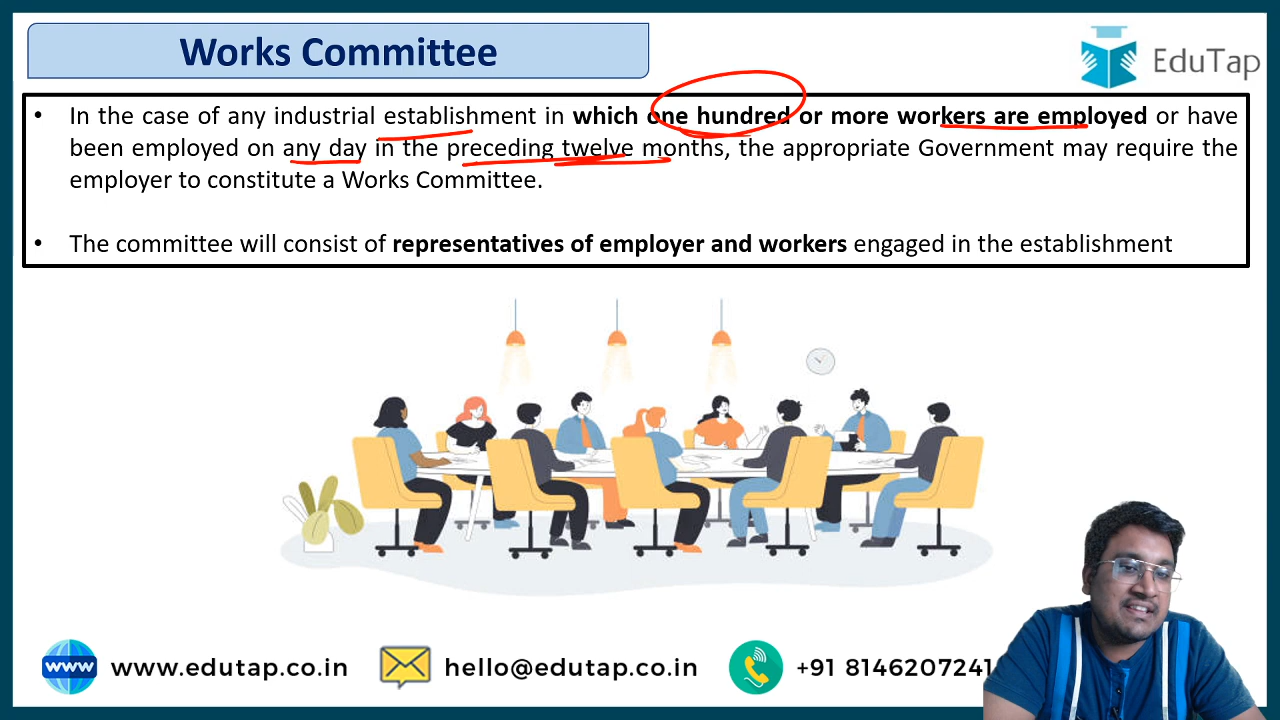 Works Committee
EduTap
• In the case of any industrial establishment in which one hundred or more workers are employed or have
been employed on any day in the preceding twelve months, the appropriate Government may require the
employer to constitute a Works Committee.
• The committee will consist of representatives of employer and workers engaged in the establishment
www www.edutap.co.in hello@edutap.co.in +91 8146207241